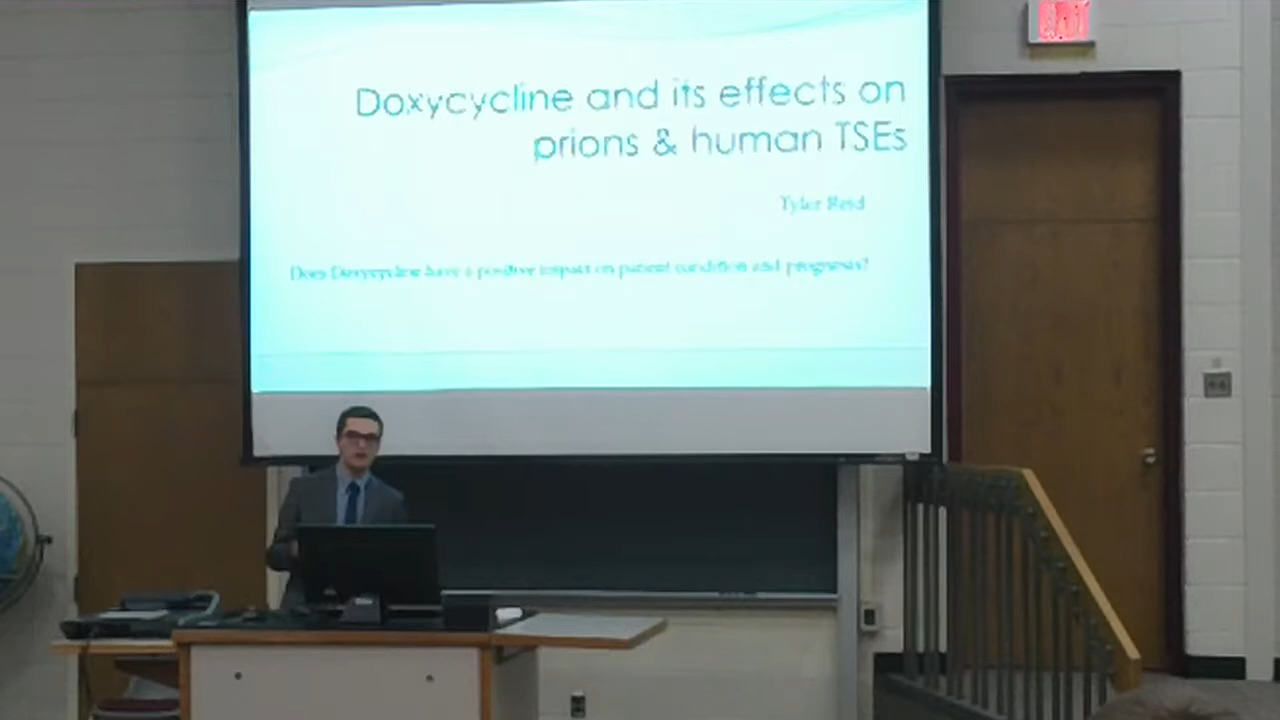 EXIT
Doxycycline and its effects on
prions & human TSEs
Tyler Reid
Does Doxycycline have a positive impact on patient condition and prognosis?